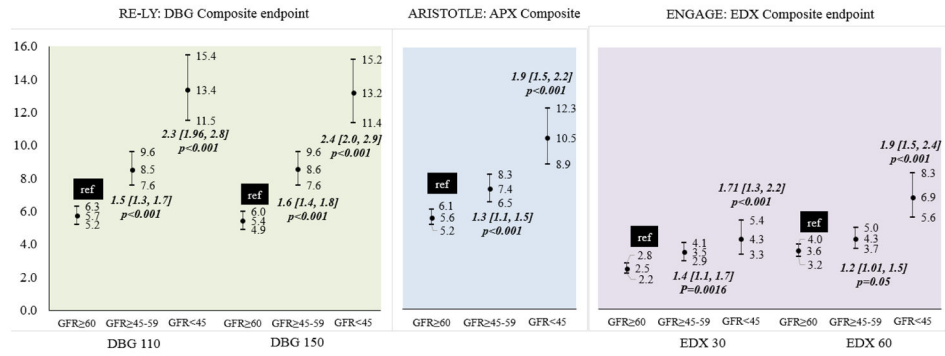 RE-LY: DBG Composite endpoint
ARISTOTLE: APX Composite
ENGAGE: EDX Composite endpoint
16.0
14.0
12.0
10.0
8.0
6.0
4.0
2.0
0.0
ref
6.3
5.7
5.2
9.6
8.5
7.6
1.5 [1.3, 1.7]
p<0.001
15.4
13.4
11.5
2.3 [1.96, 2.8]
p<0.001
ref
6.0
5.4
4.9
9.6
8.6
7.6
1.6 [1.4, 1.8]
p<0.001
15.2
13.2
11.4
2.4 [2.0, 2.9]
p<0.001
ref
6.1
5.6
5.2
8.3
7.4
6.5
1.3 [1.1, 1.5]
p<0.001
1.9 [1.5, 2.2]
p<0.001
12.3
10.5
8.9
ref
2.8
2.5
2.2
4.1
3.5
2.9
1.4 [1.1, 1.7]
P=0.0016
1.71 [1.3, 2.2]
p<0.001
5.4
4.3
3.3
ref
4.0
3.6
3.2
5.0
4.3
3.7
1.2 [1.01, 1.5]
p=0.05
1.9 [1.5, 2.4]
p<0.001
8.3
6.9
5.6
GFR≥60 GFR≥45-59 GFR<45 GFR≥60 GFR≥45-59 GFR<45
GFR≥60 GFR≥45-59 GFR<45
GFR≥60 GFR≥45-59 GFR<45 GFR≥60 GFR≥45-59 GFR<45
DBG 110
DBG 150
EDX 30
EDX 60